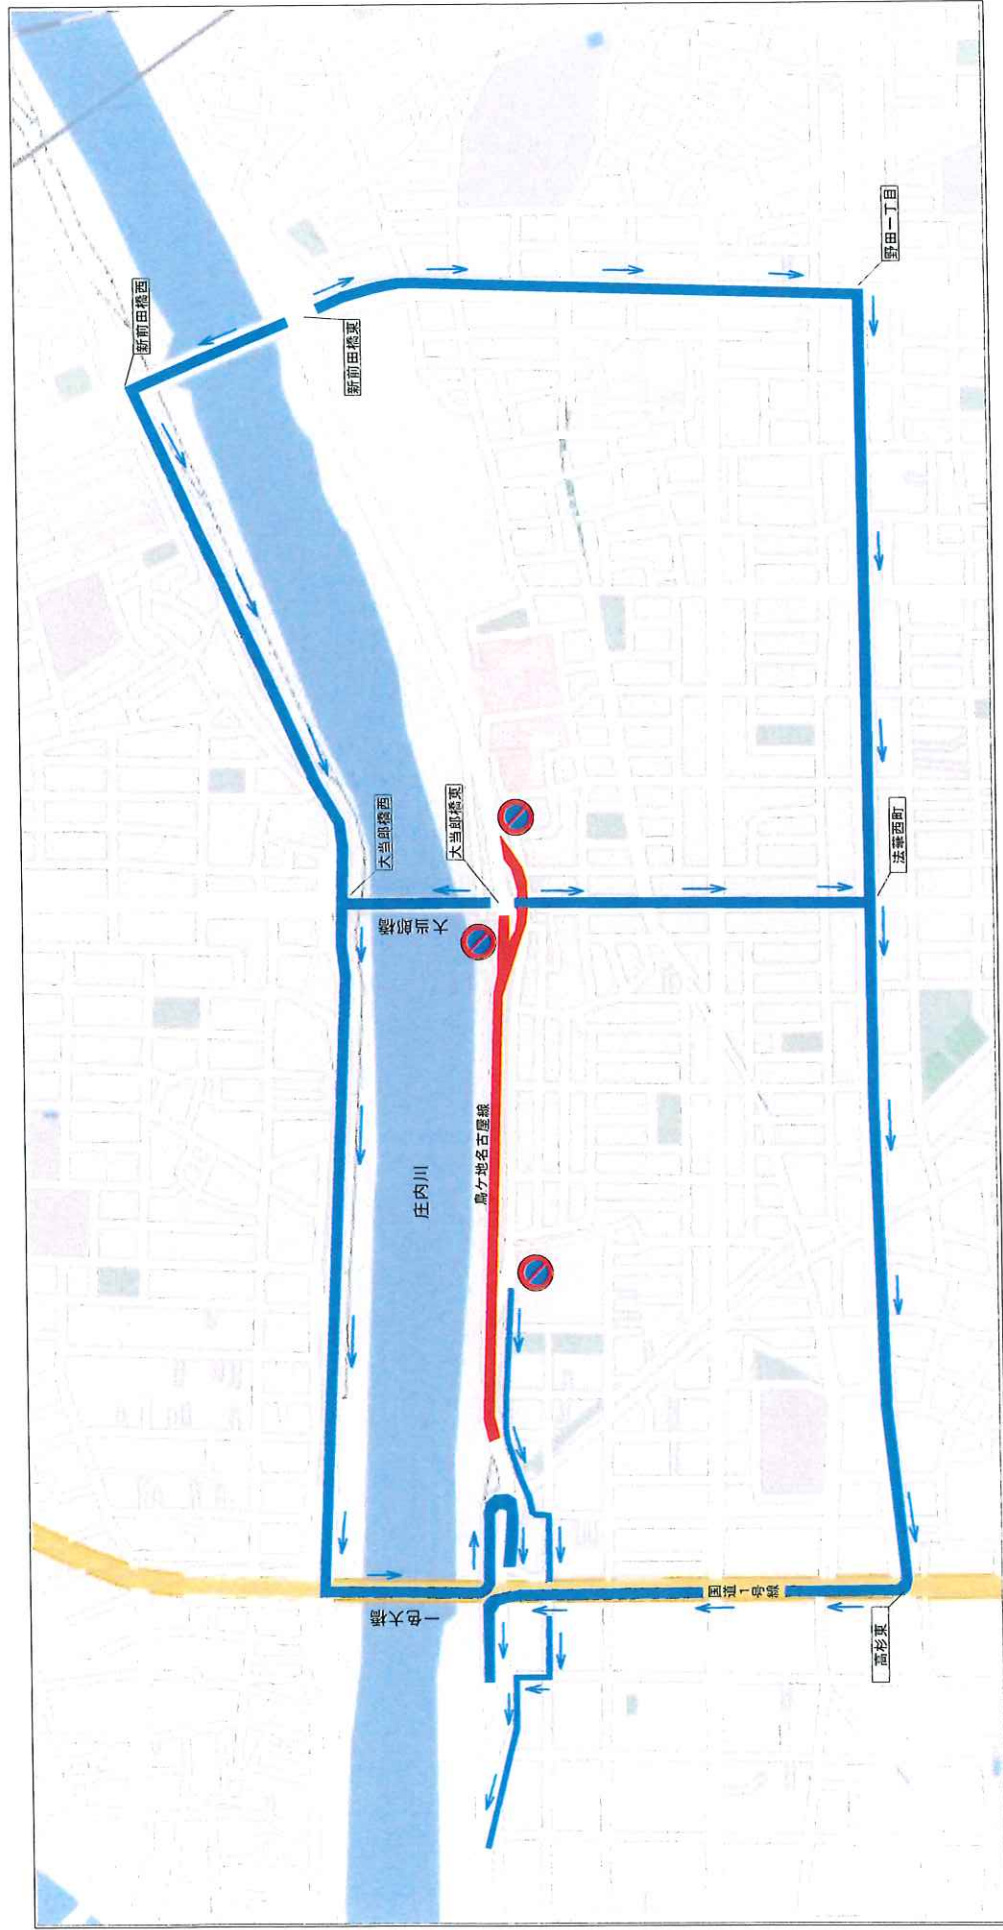 新前田橋西
新前田橋東
野田一丁目
大当郎橋西
大当郎橋東
大当郎橋
法華西町
庄内川
鳥ケ地名古屋線
一色大橋
国道1号線
高杉東